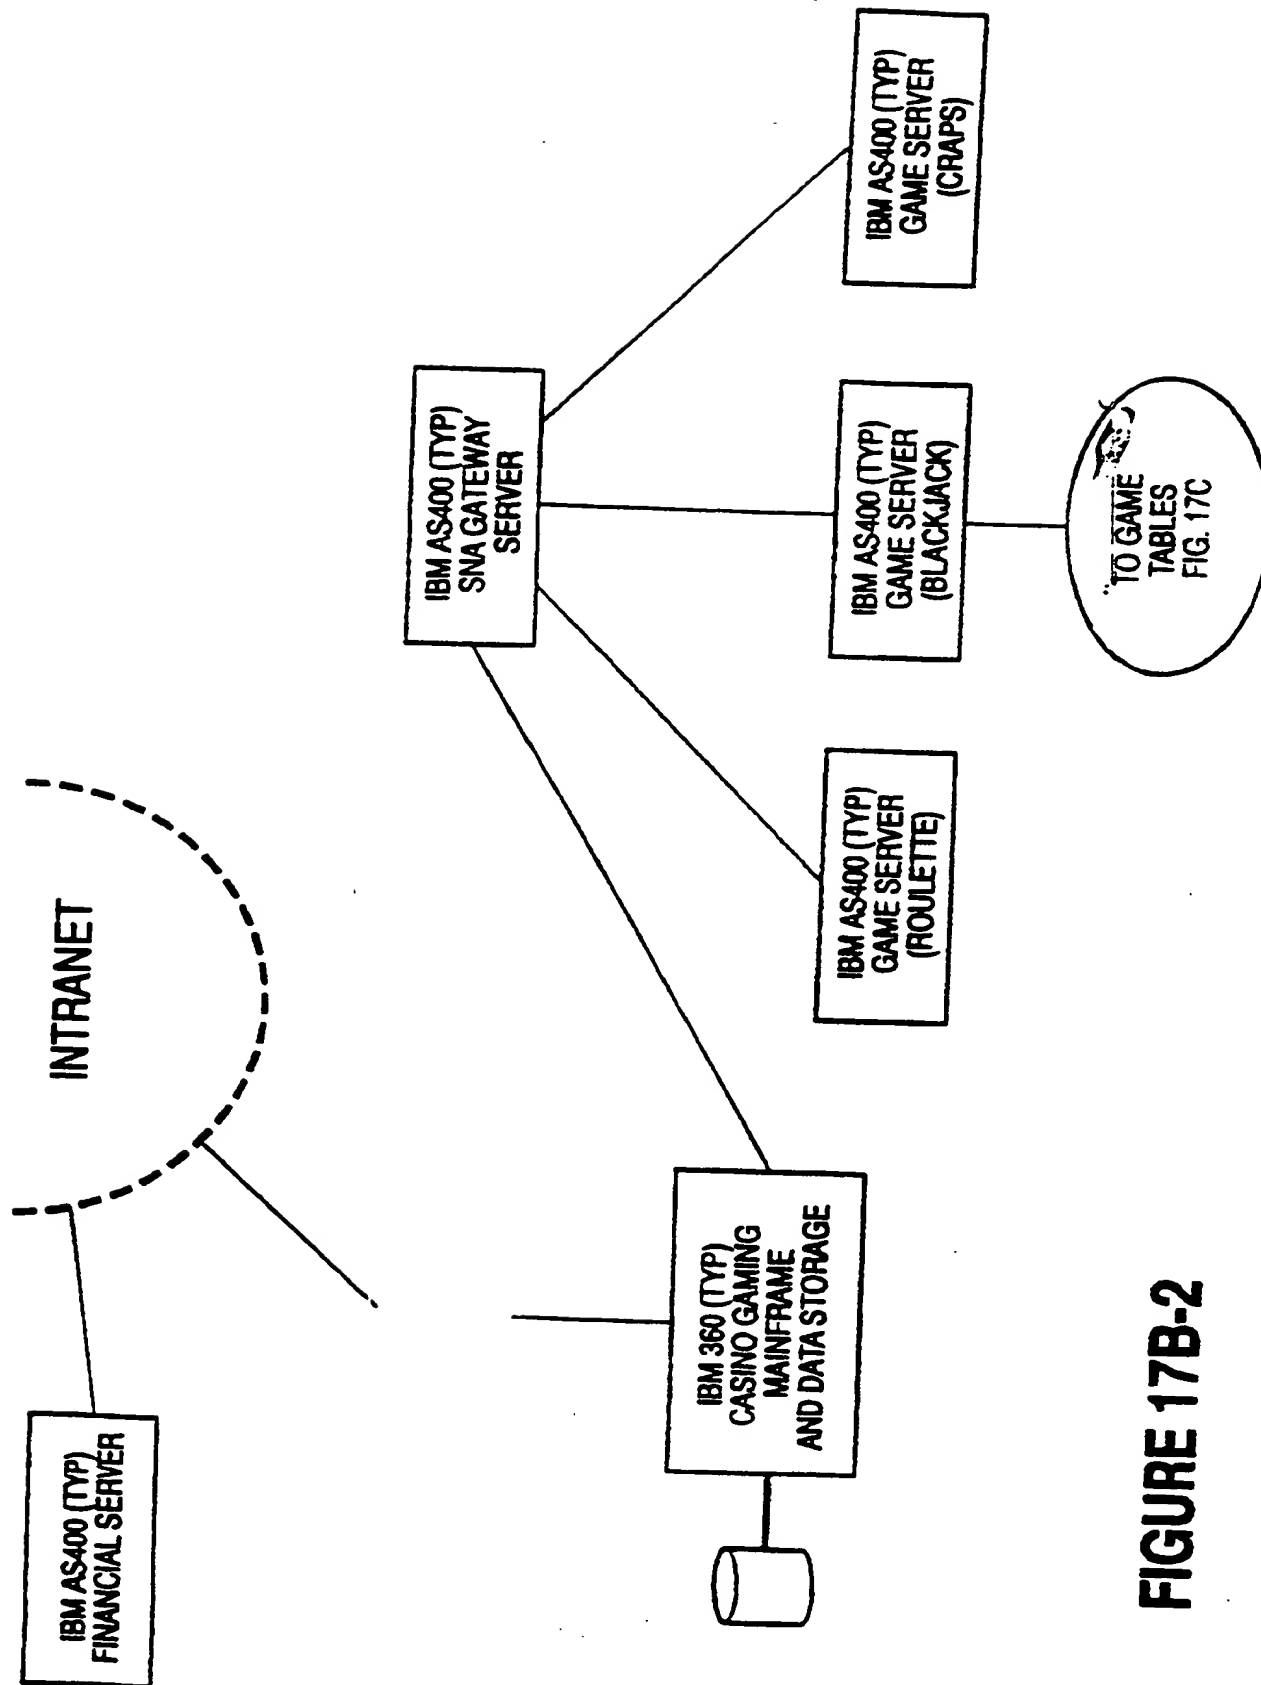 INTRANET
IBM AS400 (TYP)
FINANCIAL SERVER
IBM AS400 (TYP)
SNA GATEWAY
SERVER
IBM 360 (TYP)
CASINO GAMING
MAINFRAME
AND DATA STORAGE
IBM AS400 (TYP)
GAME SERVER
(ROULETTE)
IBM AS400 (TYP)
GAME SERVER
(BLACKJACK)
IBM AS400 (TYP)
GAME SERVER
(CRAPS)
TO GAME
TABLES
FIG. 17C
FIGURE 17B-2